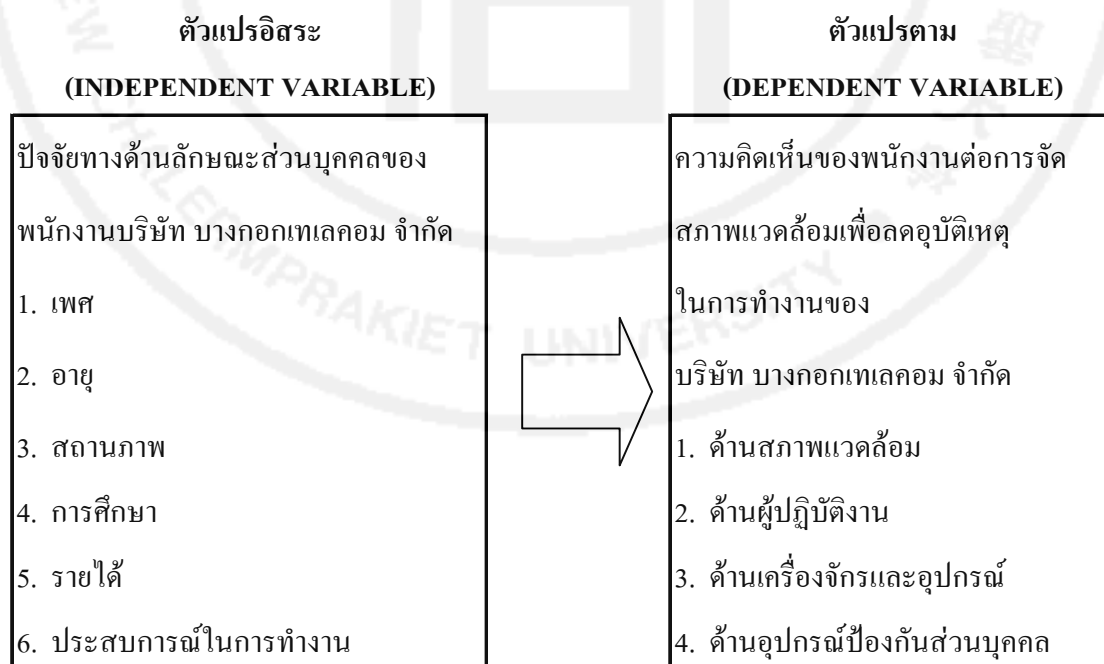 ตัวแปรอิสระ
(INDEPENDENT VARIABLE)
ปัจจัยทางด้านลักษณะส่วนบุคคลของ
พนักงานบริษัท บางกอกเทเลคอม จำกัด
1. เพศ
2. อายุ
3. สถานภาพ
4. การศึกษา
5. รายได้
6. ประสบการณ์ในการทำงาน
ตัวแปรตาม
(DEPENDENT VARIABLE)
ความคิดเห็นของพนักงานต่อการจัด
สภาพแวดล้อมเพื่อลดอุบัติเหตุ
ในการทำงานของ
บริษัท บางกอกเทเลคอม จำกัด
1. ด้านสภาพแวดล้อม
2. ด้านผู้ปฏิบัติงาน
3. ด้านเครื่องจักรและอุปกรณ์
4. ด้านอุปกรณ์ป้องกันส่วนบุคคล